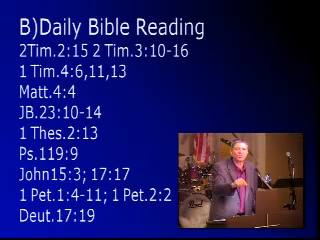 B)Daily Bible Reading
2Tim.2:15 2 Tim.3:10-16
1 Tim.4:6,11,13
Matt.4:4
JB.23:10-14
1 Thes.2:13
Ps.119:9
John15:3; 17:17
1 Pet.1:4-11; 1 Pet.2:2
Deut.17:19